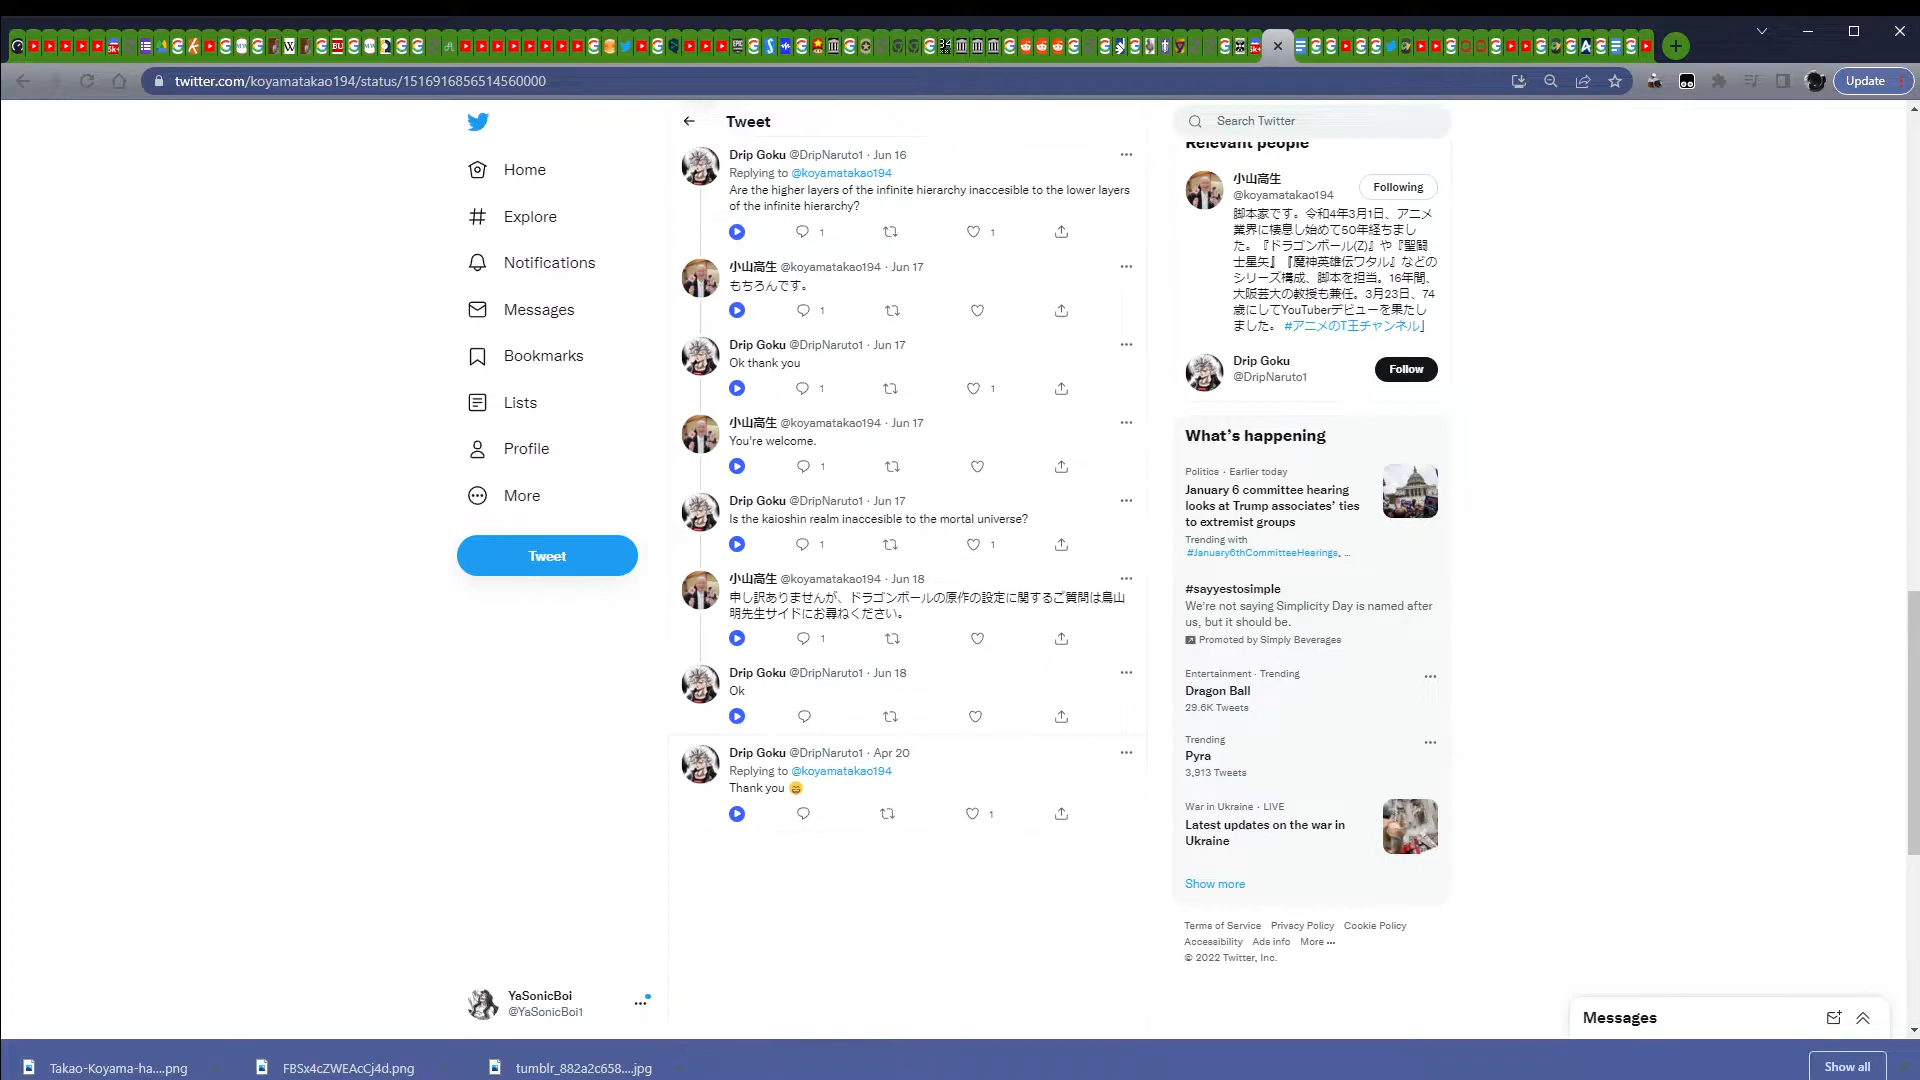 twitter.com/koyamatakao194/status/1516916856514560000
Update
Home
Explore
Notifications
Messages
Bookmarks
Lists
Profile
More
Tweet
YaSonicBoi
@YaSonicBoi1
Tweet
Drip Goku @DripNaruto1 · Jun 16
Replying to @koyamatakao194
Are the higher layers of the infinite hierarchy inaccesible to the lower layers
of the infinite hierarchy?
1
1
小山高生 @koyamatakao194 · Jun 17
もちろんです。
1
Drip Goku @DripNaruto1 · Jun 17
Ok thank you
1
1
小山高生 @koyamatakao194 · Jun 17
You're welcome.
1
Drip Goku @DripNaruto1 · Jun 17
Is the kaioshin realm inaccesible to the mortal universe?
1
1
小山高生 @koyamatakao194 · Jun 18
申し訳ありませんが、ドラゴンボールの原作の設定に関するご質問は鳥山
明先生サイドにお尋ねください。
1
Drip Goku @DripNaruto1 · Jun 18
Ok
Drip Goku @DripNaruto1 · Apr 20
Replying to @koyamatakao194
Thank you 😄
1
Search Twitter
Relevant people
小山高生
@koyamatakao194
Following
脚本家です。令和4年3月1日、アニメ
業界に棲息し始めて50年経ちまし
た。『ドラゴンボール(Z)』や『聖闘
士星矢』『魔神英雄伝ワタル』などの
シリーズ構成、脚本を担当。16年間、
大阪芸大の教授も兼任。3月23日、74
歳にしてYouTuberデビューを果たし
ました。 #アニメのT王チャンネル」
Drip Goku
@DripNaruto1
Follow
What's happening
Politics · Earlier today
January 6 committee hearing
looks at Trump associates' ties
to extremist groups
Trending with
#January6thCommitteeHearings, ...
#sayyestosimple
We're not saying Simplicity Day is named after
us, but it should be.
Promoted by Simply Beverages
Entertainment · Trending
Dragon Ball
29.6K Tweets
Trending
Pyra
3,913 Tweets
War in Ukraine · LIVE
Latest updates on the war in
Ukraine
Show more
Terms of Service Privacy Policy Cookie Policy
Accessibility Ads info More ...
© 2022 Twitter, Inc.
Messages
Takao-Koyama-ha....png
FBSx4cZWEAcCj4d.png
tumblr_882a2c658....jpg
Show all